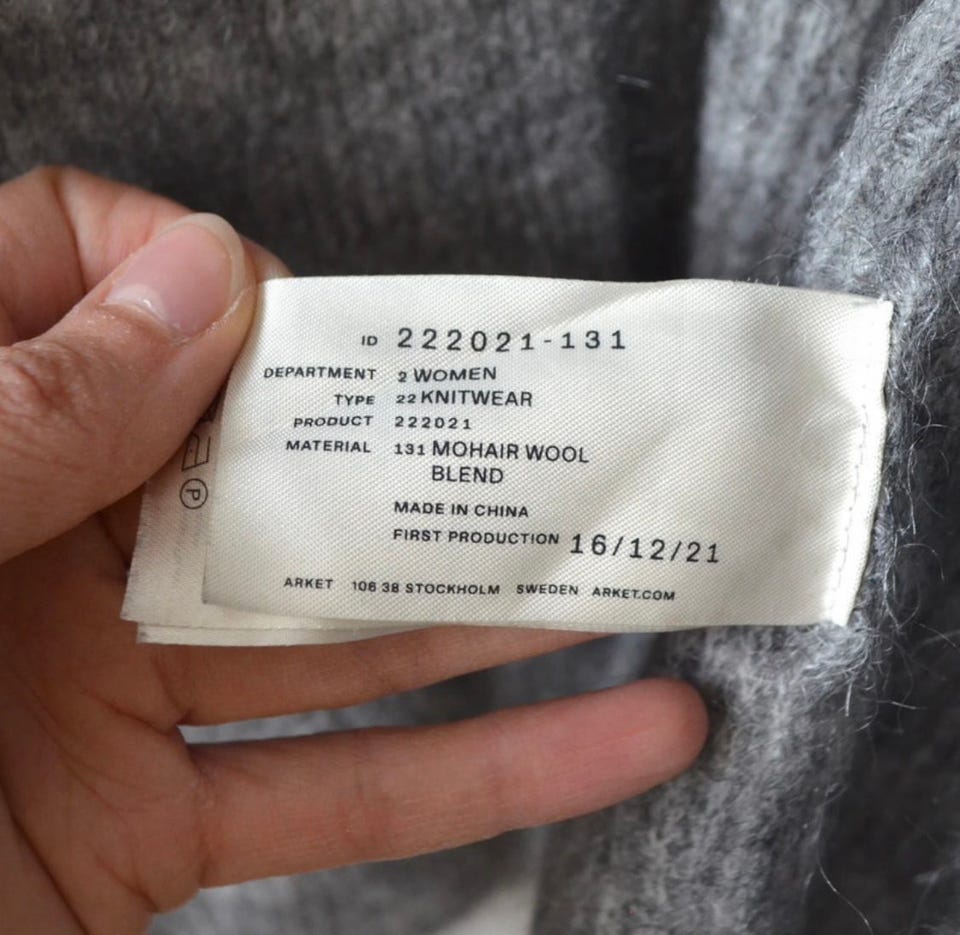 ID 222021-131
DEPARTMENT 2 WOMEN
TYPE 22 KNITWEAR
PRODUCT 222021
MATERIAL 131 MOHAIR WOOL
BLEND
MADE IN CHINA
FIRST PRODUCTION 16/12/21
ARKET 106 38 STOCKHOLM SWEDEN ARKET.COM
P